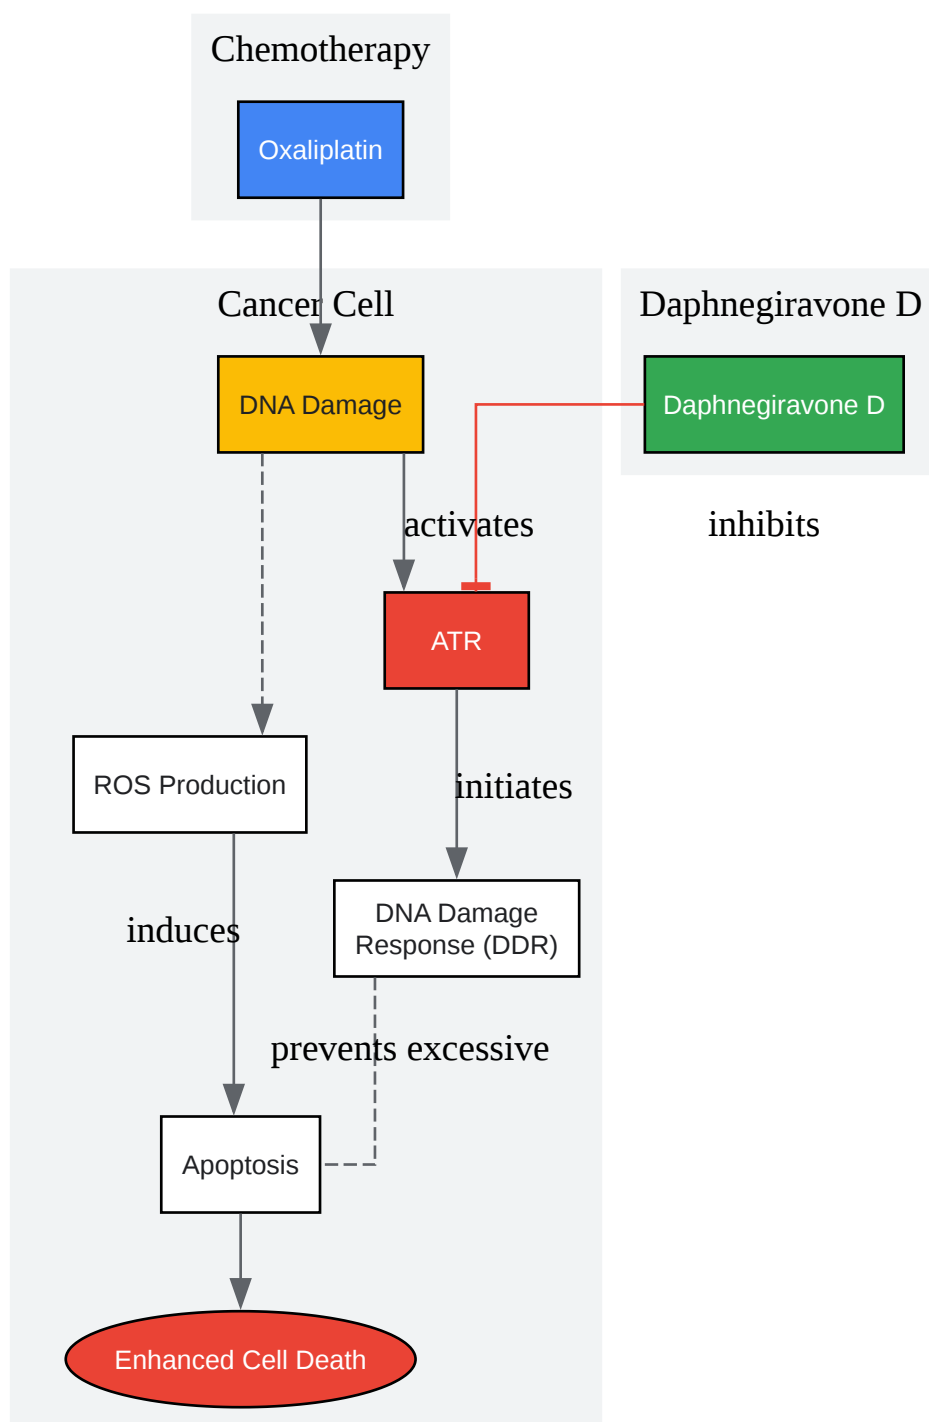 Chemotherapy
Oxaliplatin
Cancer Cell
Daphnegiravone D
DNA Damage
Daphnegiravone D
activates
inhibits
ATR
ROS Production
initiates
DNA Damage
Response (DDR)
induces
prevents excessive
Apoptosis
Enhanced Cell Death